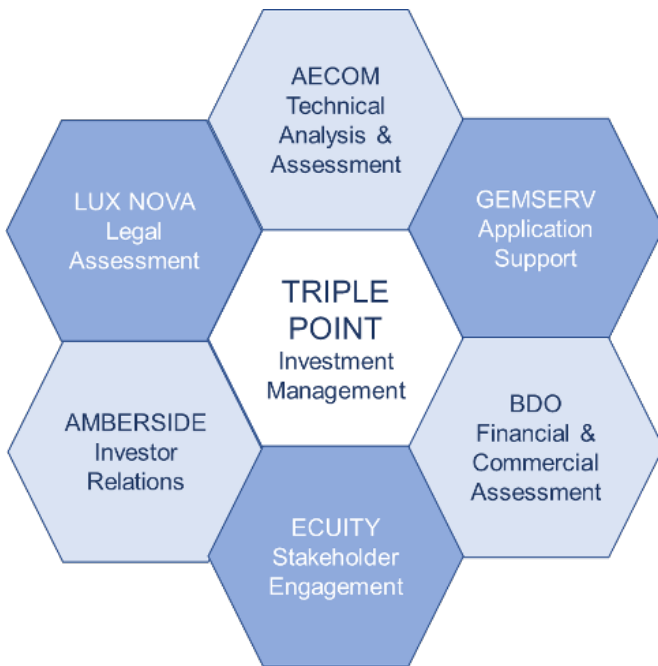 AECOM
Technical
Analysis &
Assessment
LUX NOVA
Legal
Assessment
GEMSERV
Application
Support
TRIPLE
POINT
Investment
Management
AMBERSIDE
Investor
Relations
BDO
Financial &
Commercial
Assessment
ECUITY
Stakeholder
Engagement